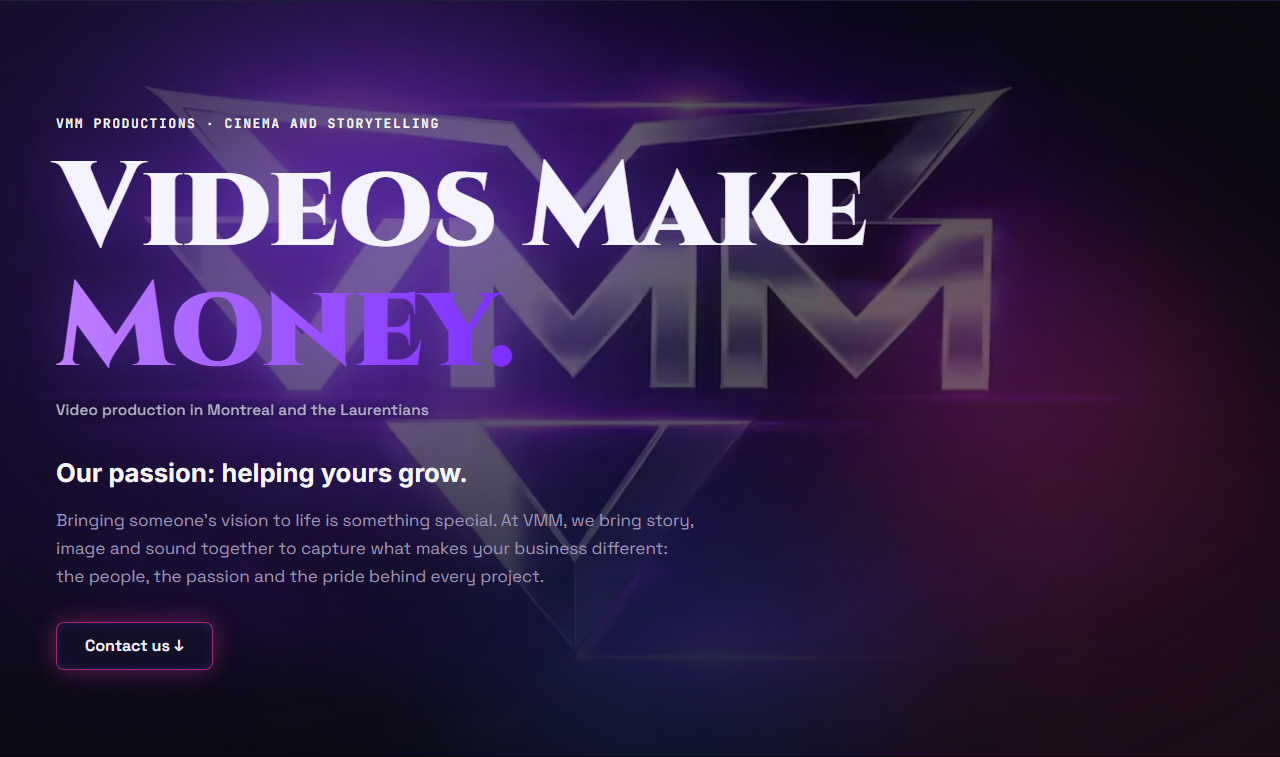 VMM PRODUCTIONS · CINEMA AND STORYTELLING
VIDEOS MAKE
MONEY.
VMM
Video production in Montreal and the Laurentians
Our passion: helping yours grow.
Bringing someone's vision to life is something special. At VMM, we bring story,
image and sound together to capture what makes your business different:
the people, the passion and the pride behind every project.
Contact us ↓